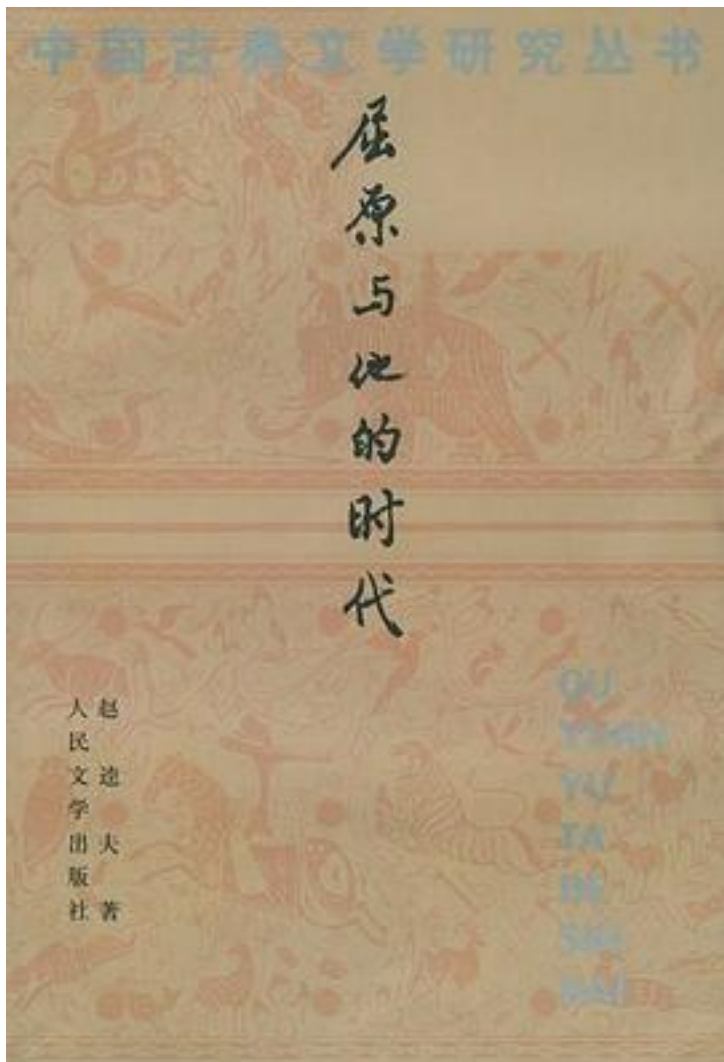 中国古典文学研究丛书
屈原与他的时代
赵逵夫著
人民文学出版社
QU
YUAN
YU
TA
DE
SHI
DAI